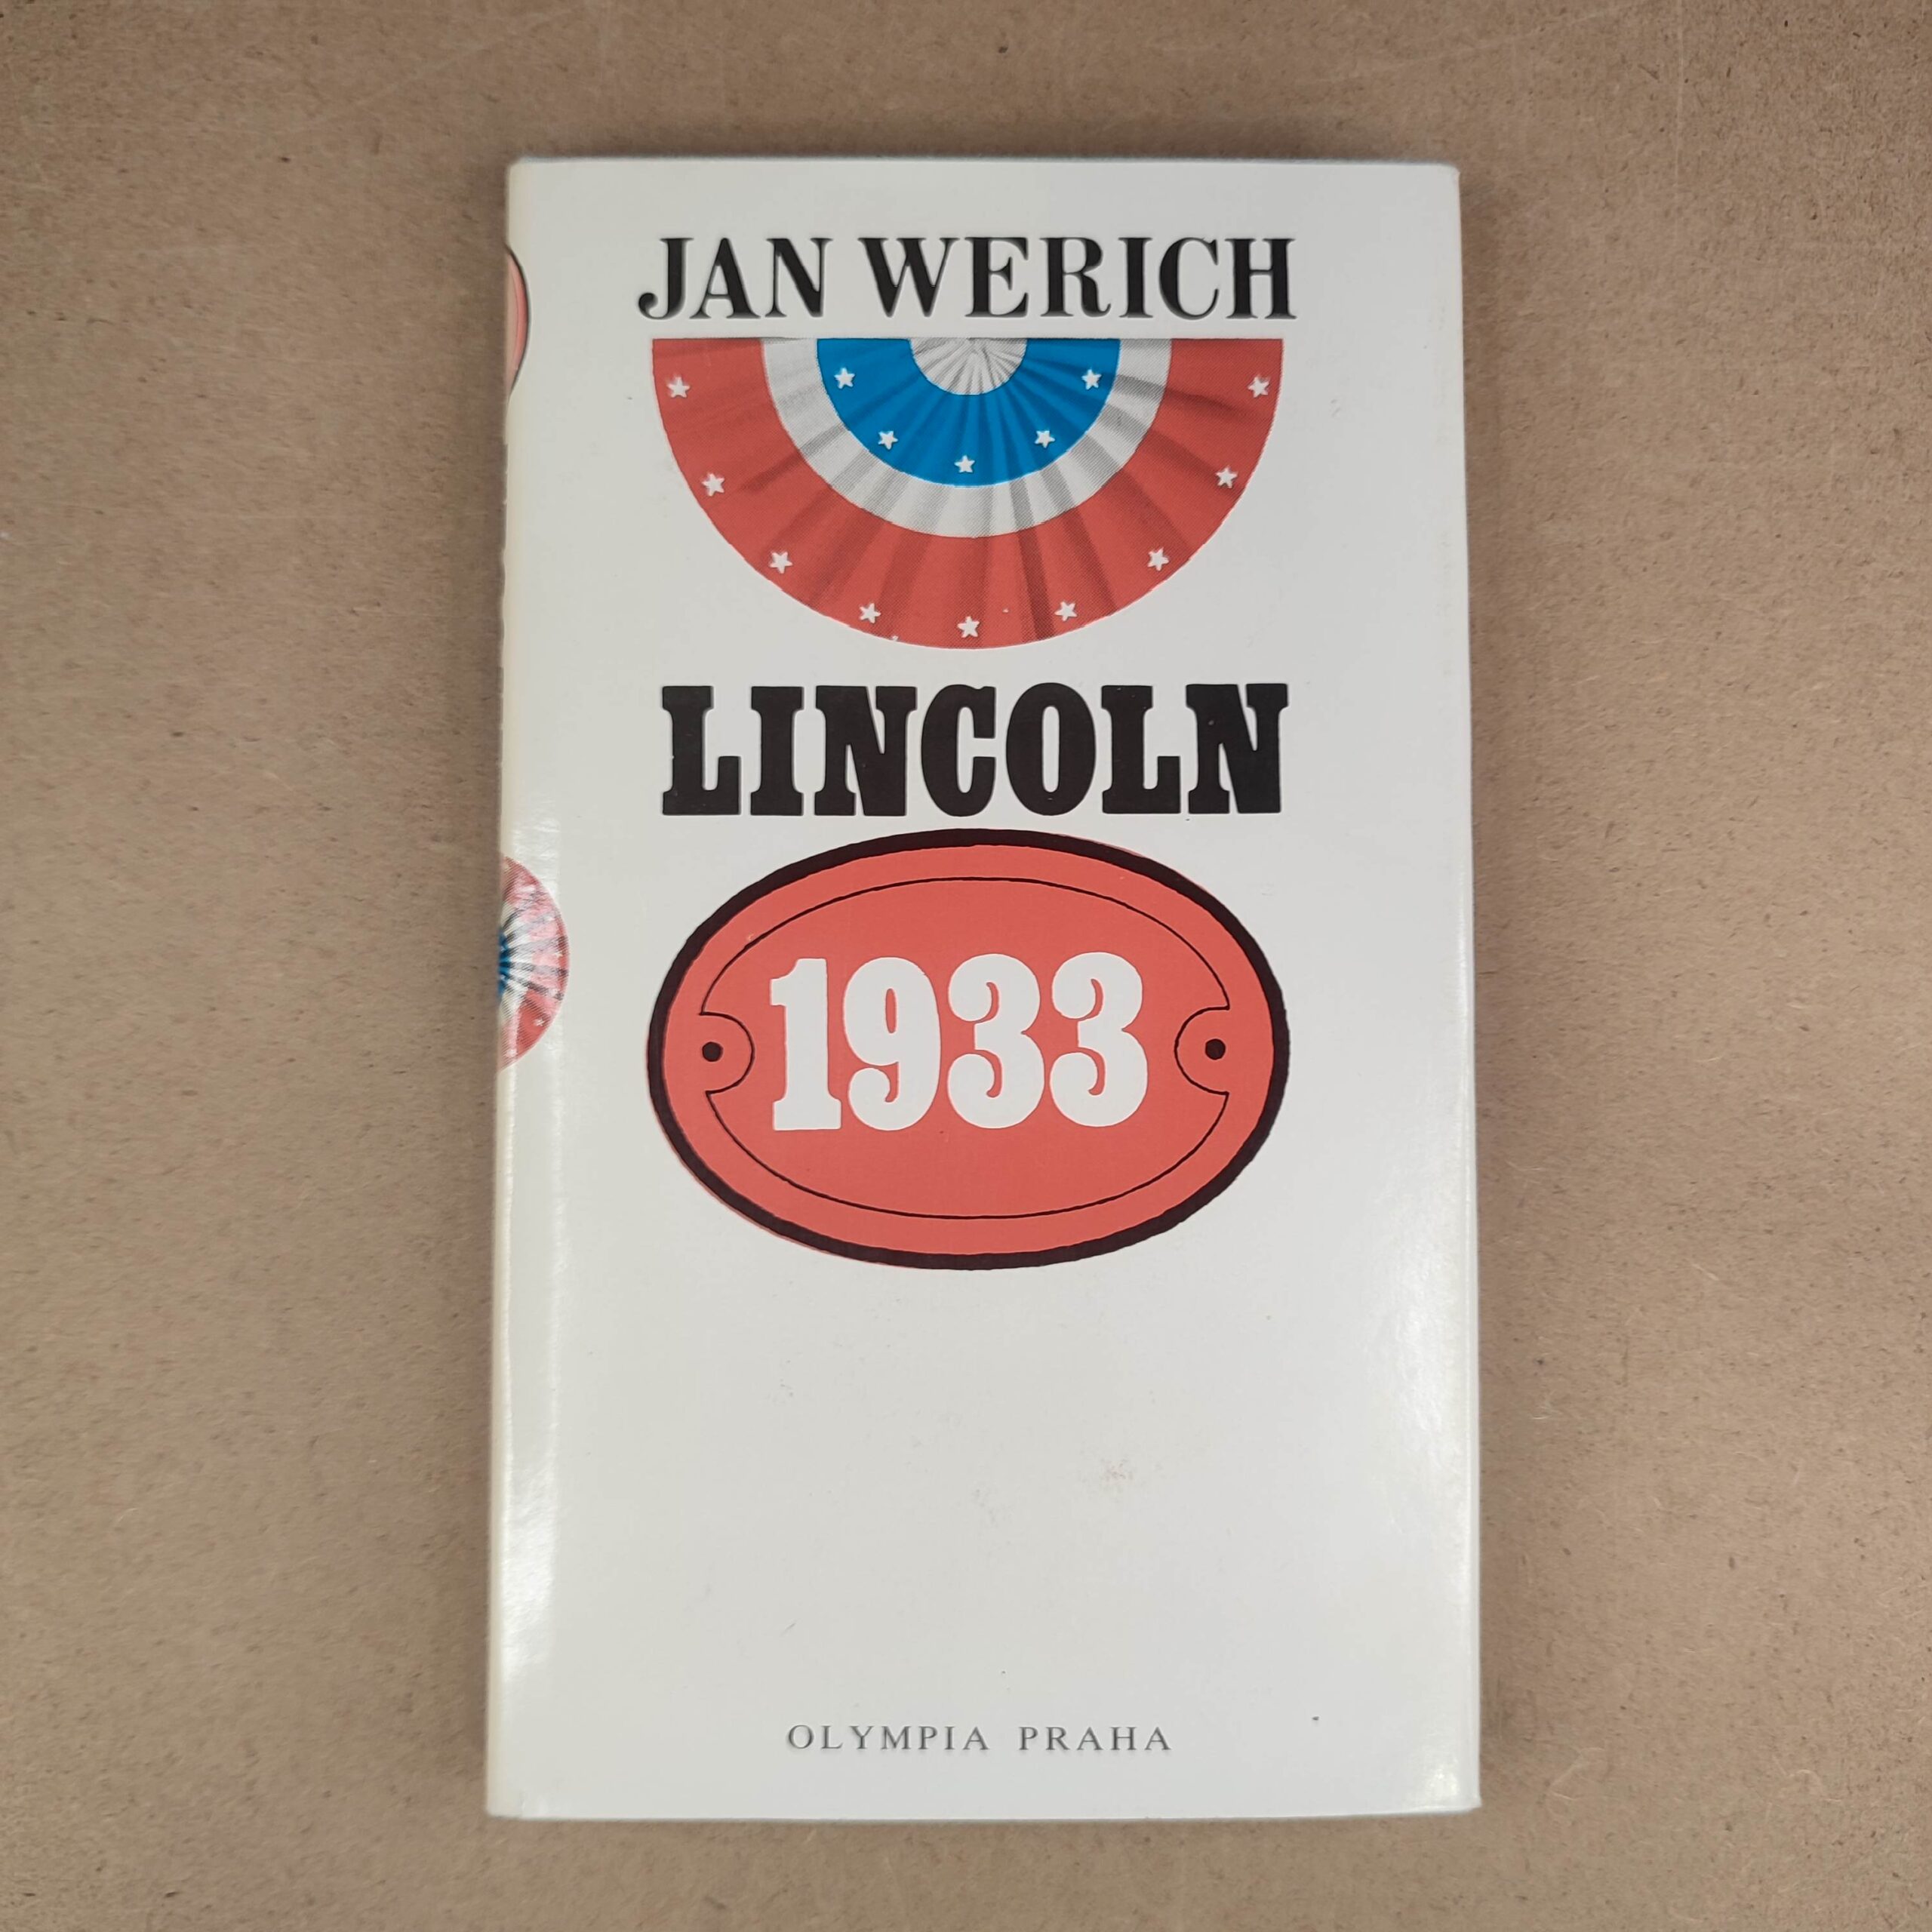 JAN WERICH
LINCOLN
1933
OLYMPIA PRAHA